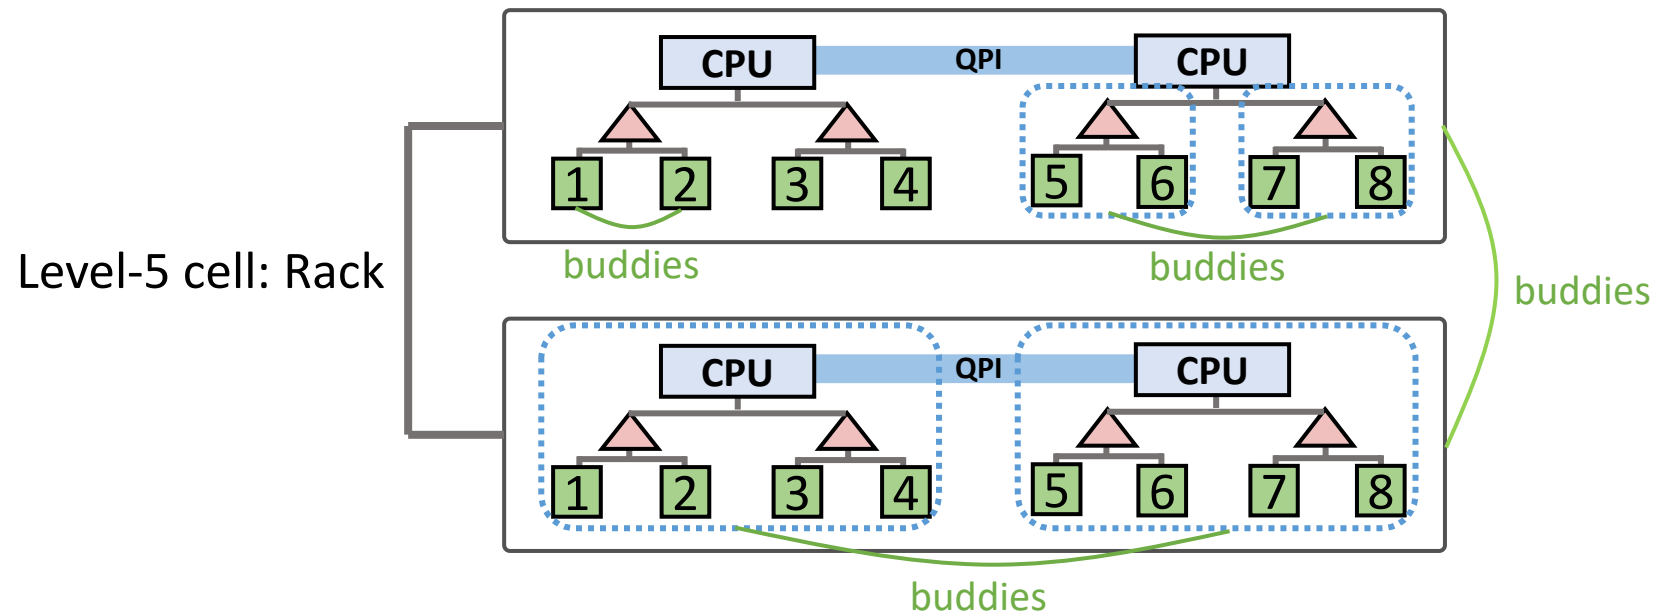 CPU QPI CPU
1 2 3 4 5 6 7 8
buddies buddies
Level-5 cell: Rack
buddies
CPU QPI CPU
1 2 3 4 5 6 7 8
buddies